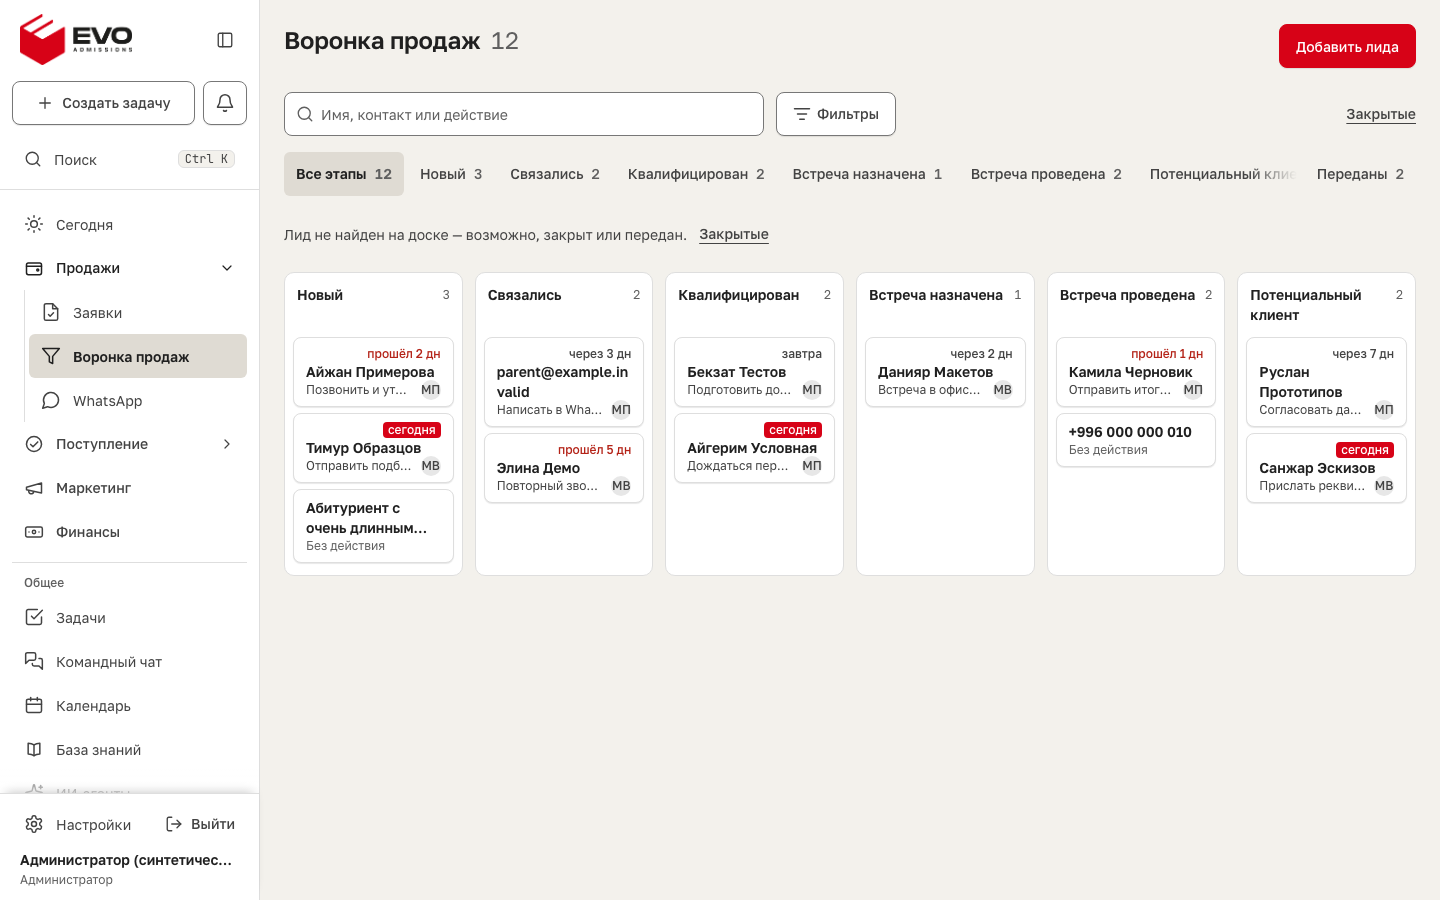 EVO
ADMISSIONS
Создать задачу
Поиск
Ctrl K
Сегодня
Продажи
Заявки
Воронка продаж
WhatsApp
Поступление
Маркетинг
Финансы
Общее
Задачи
Командный чат
Календарь
База знаний
ИИ-агенты
Настройки
Выйти
Администратор (синтетичес…
Администратор
Воронка продаж 12
Добавить лида
Имя, контакт или действие
Фильтры
Закрытые
Все этапы 12
Новый 3
Связались 2
Квалифицирован 2
Встреча назначена 1
Встреча проведена 2
Потенциальный клие
Переданы 2
Лид не найден на доске — возможно, закрыт или передан. Закрытые
Новый 3
прошёл 2 дн
Айжан Примерова
Позвонить и ут… МП
сегодня
Тимур Образцов
Отправить подб… МВ
Абитуриент с
очень длинным…
Без действия
Связались 2
через 3 дн
parent@example.in
valid
Написать в Wha… МП
прошёл 5 дн
Элина Демо
Повторный зво… МВ
Квалифицирован 2
завтра
Бекзат Тестов
Подготовить до… МП
сегодня
Айгерим Условная
Дождаться пер… МП
Встреча назначена 1
через 2 дн
Данияр Макетов
Встреча в офис… МВ
Встреча проведена 2
прошёл 1 дн
Камила Черновик
Отправить итог… МП
+996 000 000 010
Без действия
Потенциальный
клиент
2
через 7 дн
Руслан
Прототипов
Согласовать да… МП
сегодня
Санжар Эскизов
Прислать рекви… МВ